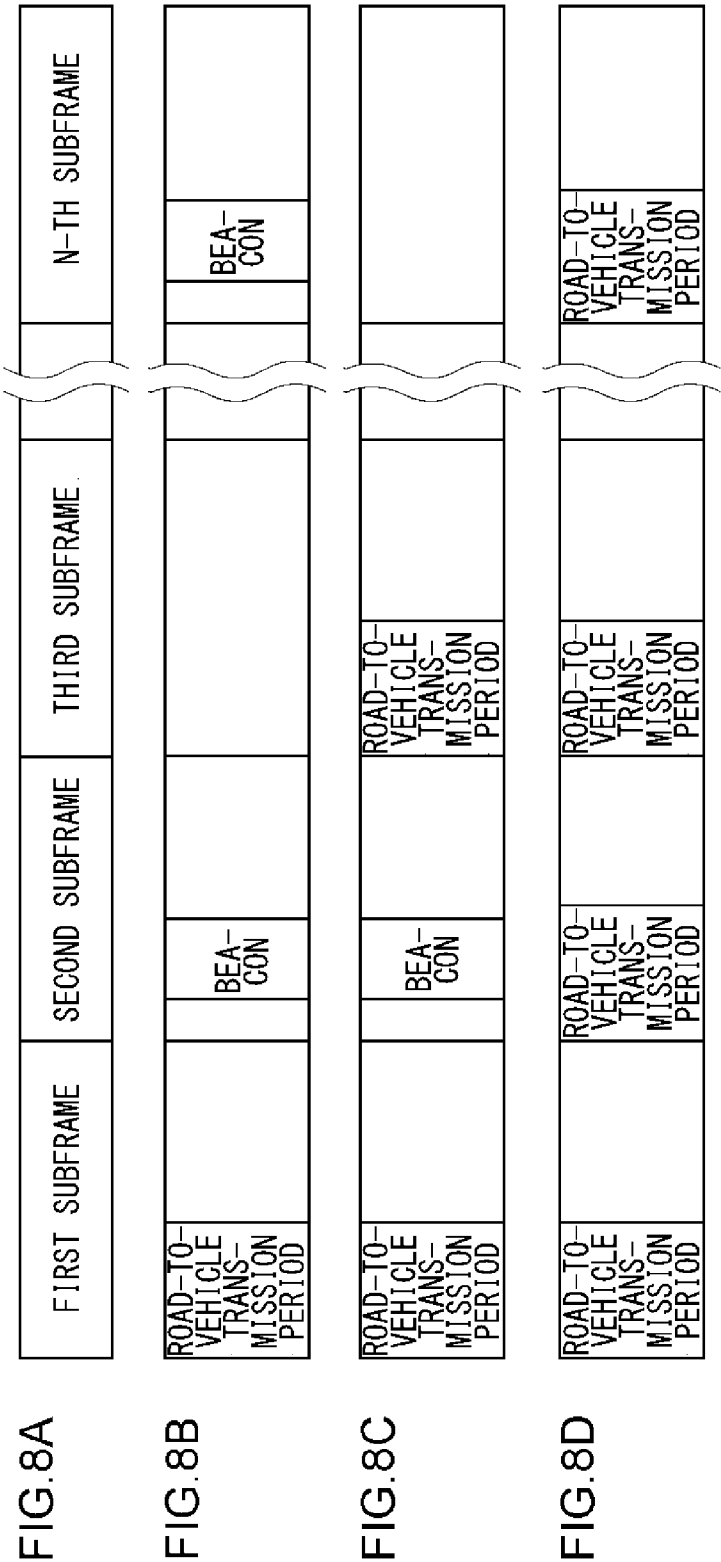 FIG.8A
FIRST SUBFRAME
SECOND SUBFRAME
THIRD SUBFRAME
N-TH SUBFRAME
FIG.8B
ROAD-TO-
VEHICLE
TRANS-
MISSION
PERIOD
BEA-
CON
BEA-
CON
FIG.8C
ROAD-TO-
VEHICLE
TRANS-
MISSION
PERIOD
BEA-
CON
ROAD-TO-
VEHICLE
TRANS-
MISSION
PERIOD
FIG.8D
ROAD-TO-
VEHICLE
TRANS-
MISSION
PERIOD
ROAD-TO-
VEHICLE
TRANS-
MISSION
PERIOD
ROAD-TO-
VEHICLE
TRANS-
MISSION
PERIOD
ROAD-TO-
VEHICLE
TRANS-
MISSION
PERIOD